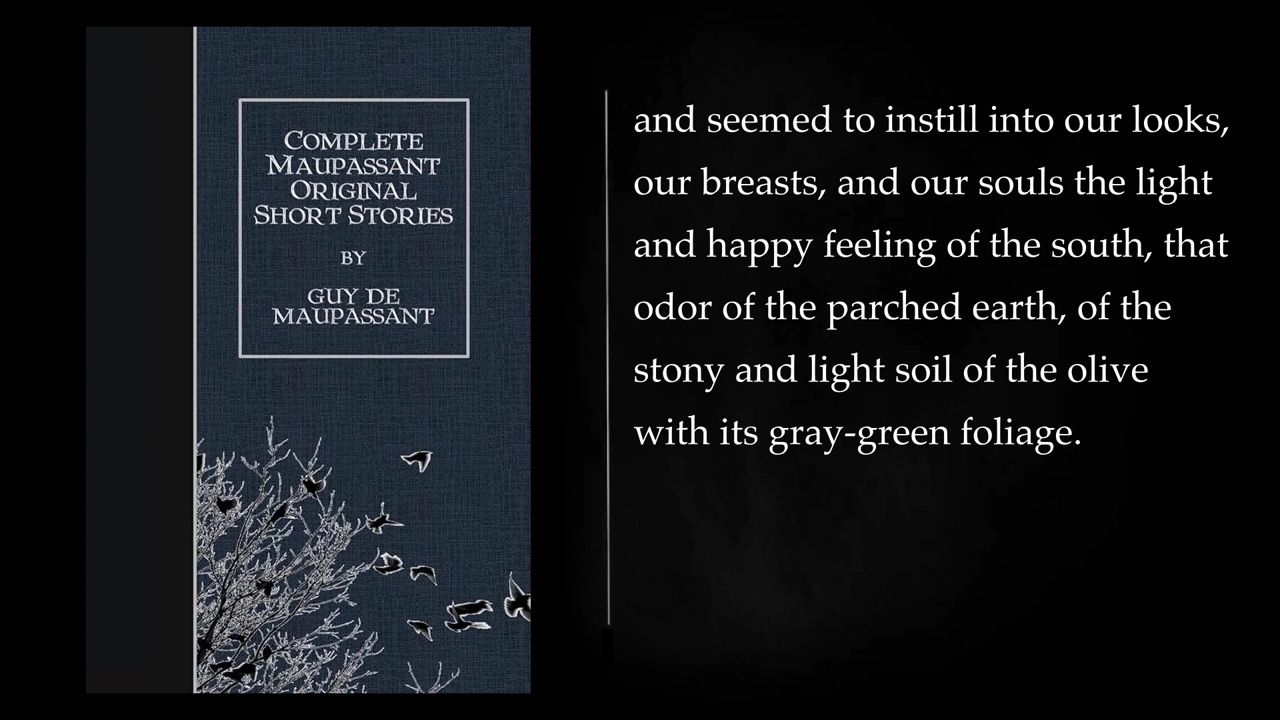 COMPLETE
MAUPASSANT
ORIGINAL
SHORT STORIES
BY
GUY DE
MAUPASSANT
and seemed to instill into our looks,
our breasts, and our souls the light
and happy feeling of the south, that
odor of the parched earth, of the
stony and light soil of the olive
with its gray-green foliage.